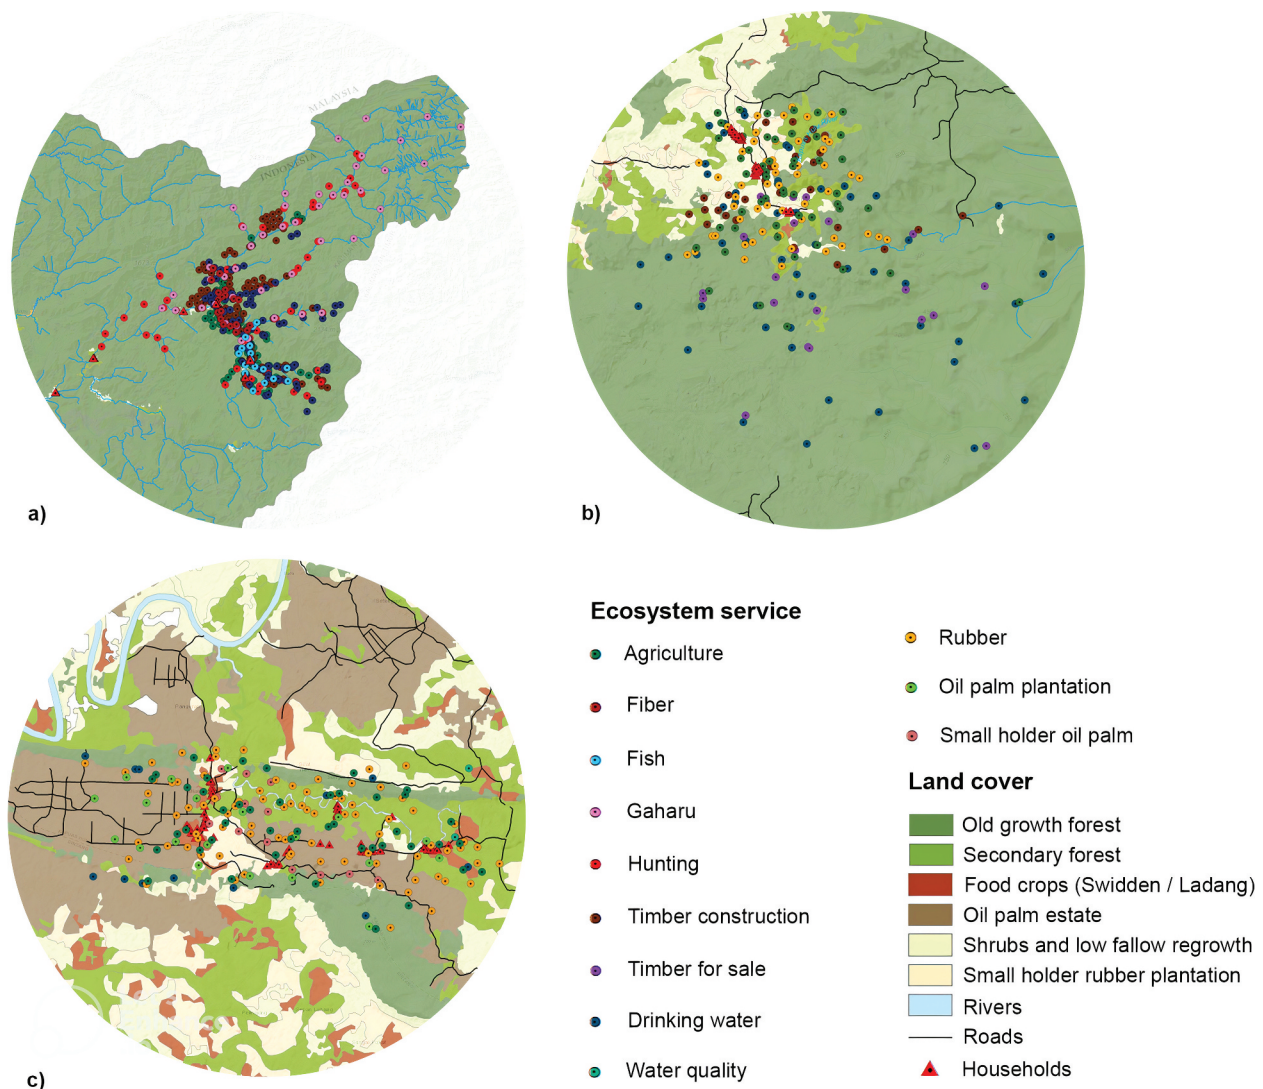 MALAYSIA
INDONESIA
a)
b)
c)
Ecosystem service
Agriculture
Fiber
Fish
Gaharu
Hunting
Timber construction
Timber for sale
Drinking water
Water quality
Rubber
Oil palm plantation
Small holder oil palm
Land cover
Old growth forest
Secondary forest
Food crops (Swidden / Ladang)
Oil palm estate
Shrubs and low fallow regrowth
Small holder rubber plantation
Rivers
Roads
Households